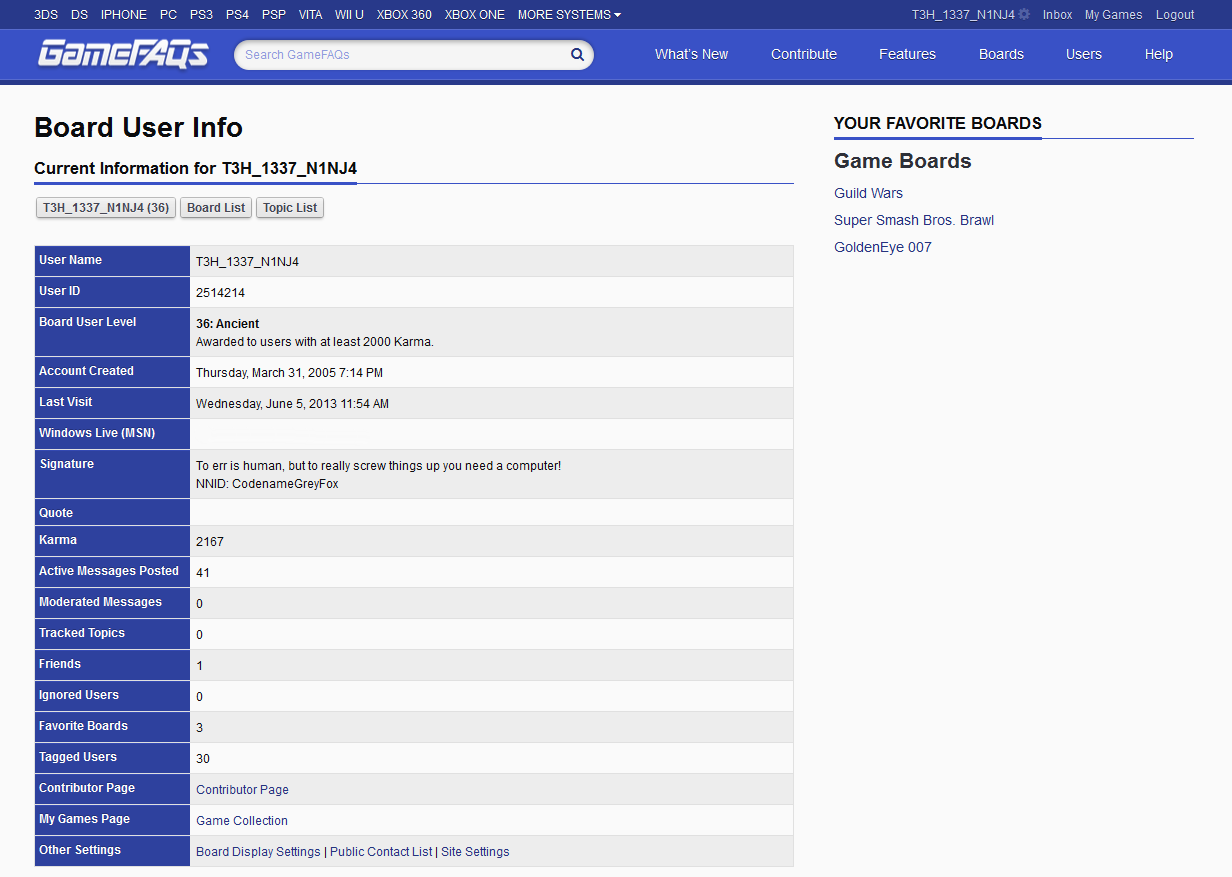 3DS DS IPHONE PC PS3 PS4 PSP VITA WII U XBOX 360 XBOX ONE MORE SYSTEMS T3H_1337_N1NJ4 Inbox My Games Logout
GameFAQs Search GameFAQs What's New Contribute Features Boards Users Help
Board User Info
Current Information for T3H_1337_N1NJ4
T3H_1337_N1NJ4 (36) Board List Topic List
User Name T3H_1337_N1NJ4
User ID 2514214
Board User Level 36: Ancient
Awarded to users with at least 2000 Karma.
Account Created Thursday, March 31, 2005 7:14 PM
Last Visit Wednesday, June 5, 2013 11:54 AM
Windows Live (MSN)
Signature To err is human, but to really screw things up you need a computer!
NNID: CodenameGreyFox
Quote
Karma 2167
Active Messages Posted 41
Moderated Messages 0
Tracked Topics 0
Friends 1
Ignored Users 0
Favorite Boards 3
Tagged Users 30
Contributor Page Contributor Page
My Games Page Game Collection
Other Settings Board Display Settings | Public Contact List | Site Settings
YOUR FAVORITE BOARDS
Game Boards
Guild Wars
Super Smash Bros. Brawl
GoldenEye 007